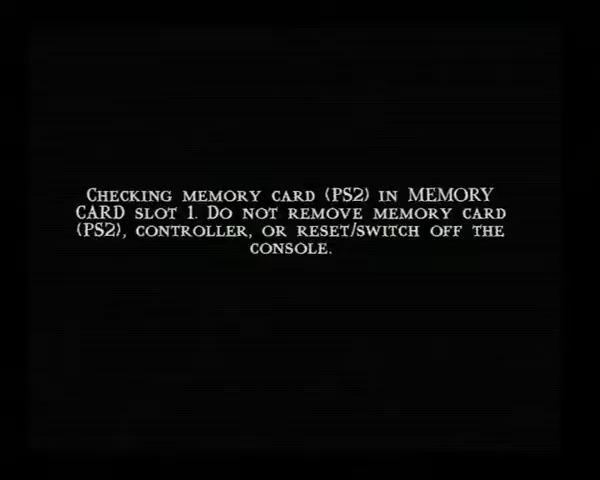 Checking memory card (PS2) in MEMORY
CARD slot 1. Do not remove memory card
(PS2), controller, or reset/switch off the
console.